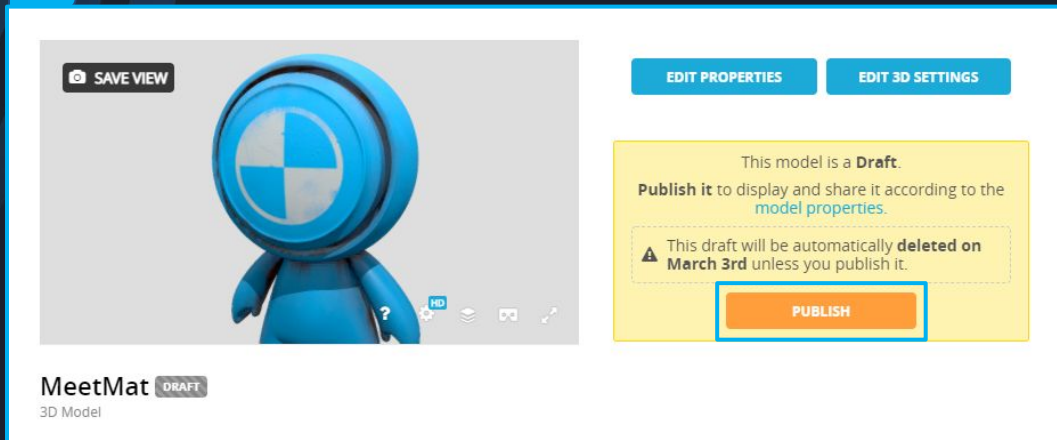 SAVE VIEW
EDIT PROPERTIES
EDIT 3D SETTINGS
This model is a Draft.
Publish it to display and share it according to the
model properties.
This draft will be automatically deleted on
March 3rd unless you publish it.
PUBLISH
?
HD
MeetMat DRAFT
3D Model